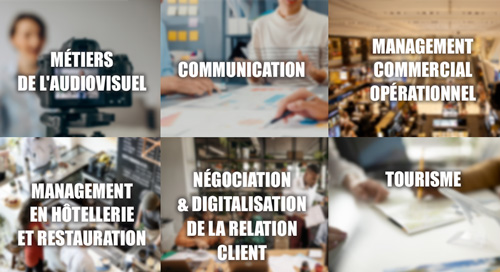 MÉTIERS
DE L'AUDIOVISUEL
COMMUNICATION
MANAGEMENT
COMMERCIAL
OPÉRATIONNEL
MANAGEMENT
EN HÔTELLERIE
ET RESTAURATION
NÉGOCIATION
& DIGITALISATION
DE LA RELATION
CLIENT
TOURISME